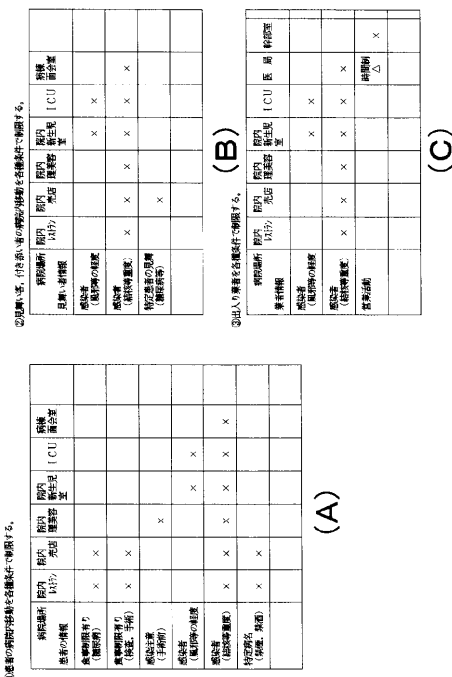 ①患者の病院内移動を各種条件で制限する。
病院場所
患者の情報
院内
レストラン
院内
売店
院内
理美容
院内
新生見
室
ICU
病棟
面会室
食事制限有り
(糖尿病)
× ×
食事制限有り
(検査、手術)
× ×
感染注意
(手術前)
×
感染者
(風邪等の軽度)
× ×
感染者
(結核等重度)
× × × × × ×
特定病名
(禁煙、禁酒)
× ×
(A)
②見舞い客、付き添い者の病院内移動を各種条件で制限する。
病院場所
見舞い者情報
院内
レストラン
院内
売店
院内
理美容
院内
新生見
室
ICU
病棟
面会室
感染者
(風邪等の軽度)
× ×
感染者
(結核等重度)
× × × × × ×
特定患者の見舞
(糖尿病等)
×
(B)
③出入り業者を各種条件で制限する。
病院場所
業者情報
院内
レストラン
院内
売店
院内
理美容
院内
新生見
室
ICU
医局
幹部室
感染者
(風邪等の軽度)
× ×
感染者
(結核等重度)
× × × × × ×
営業活動
時間制
△
×
(C)